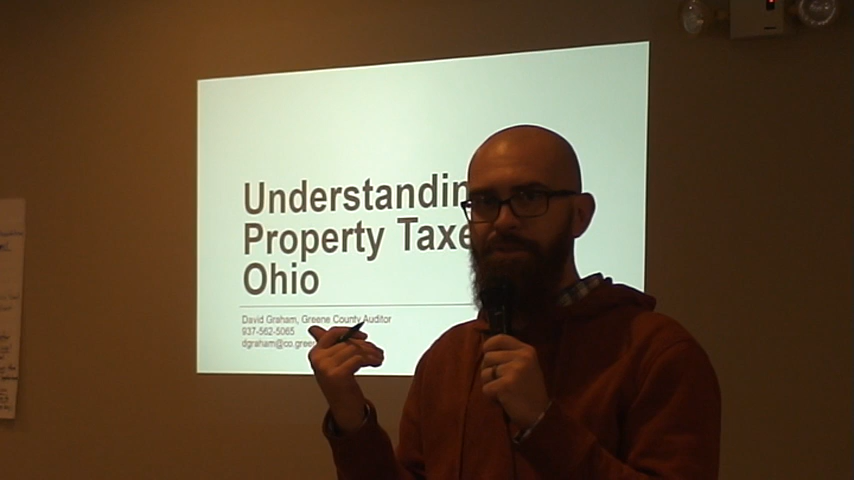 Understandin
Property Taxe
Ohio
David Graham, Greene County Auditor
937-562-5065
dgraham@co.gree